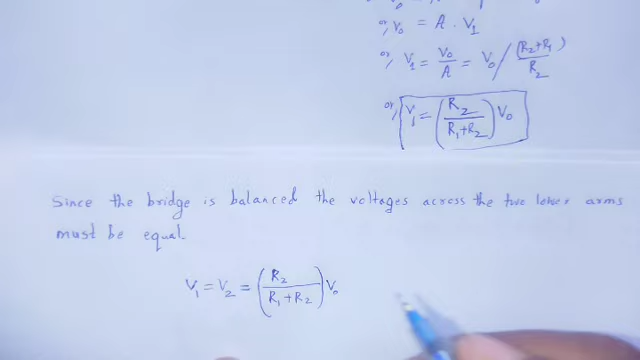 or, V₀ = A · V₁
or, V₁ = V₀/A = V₀ / (R₂+R₁)/R₂
or, V₁ = (R₂/(R₁+R₂)) V₀
Since the bridge is balanced the voltages across the two lower arms
must be equal.
V₁ = V₂ = (R₂/(R₁+R₂)) V₀